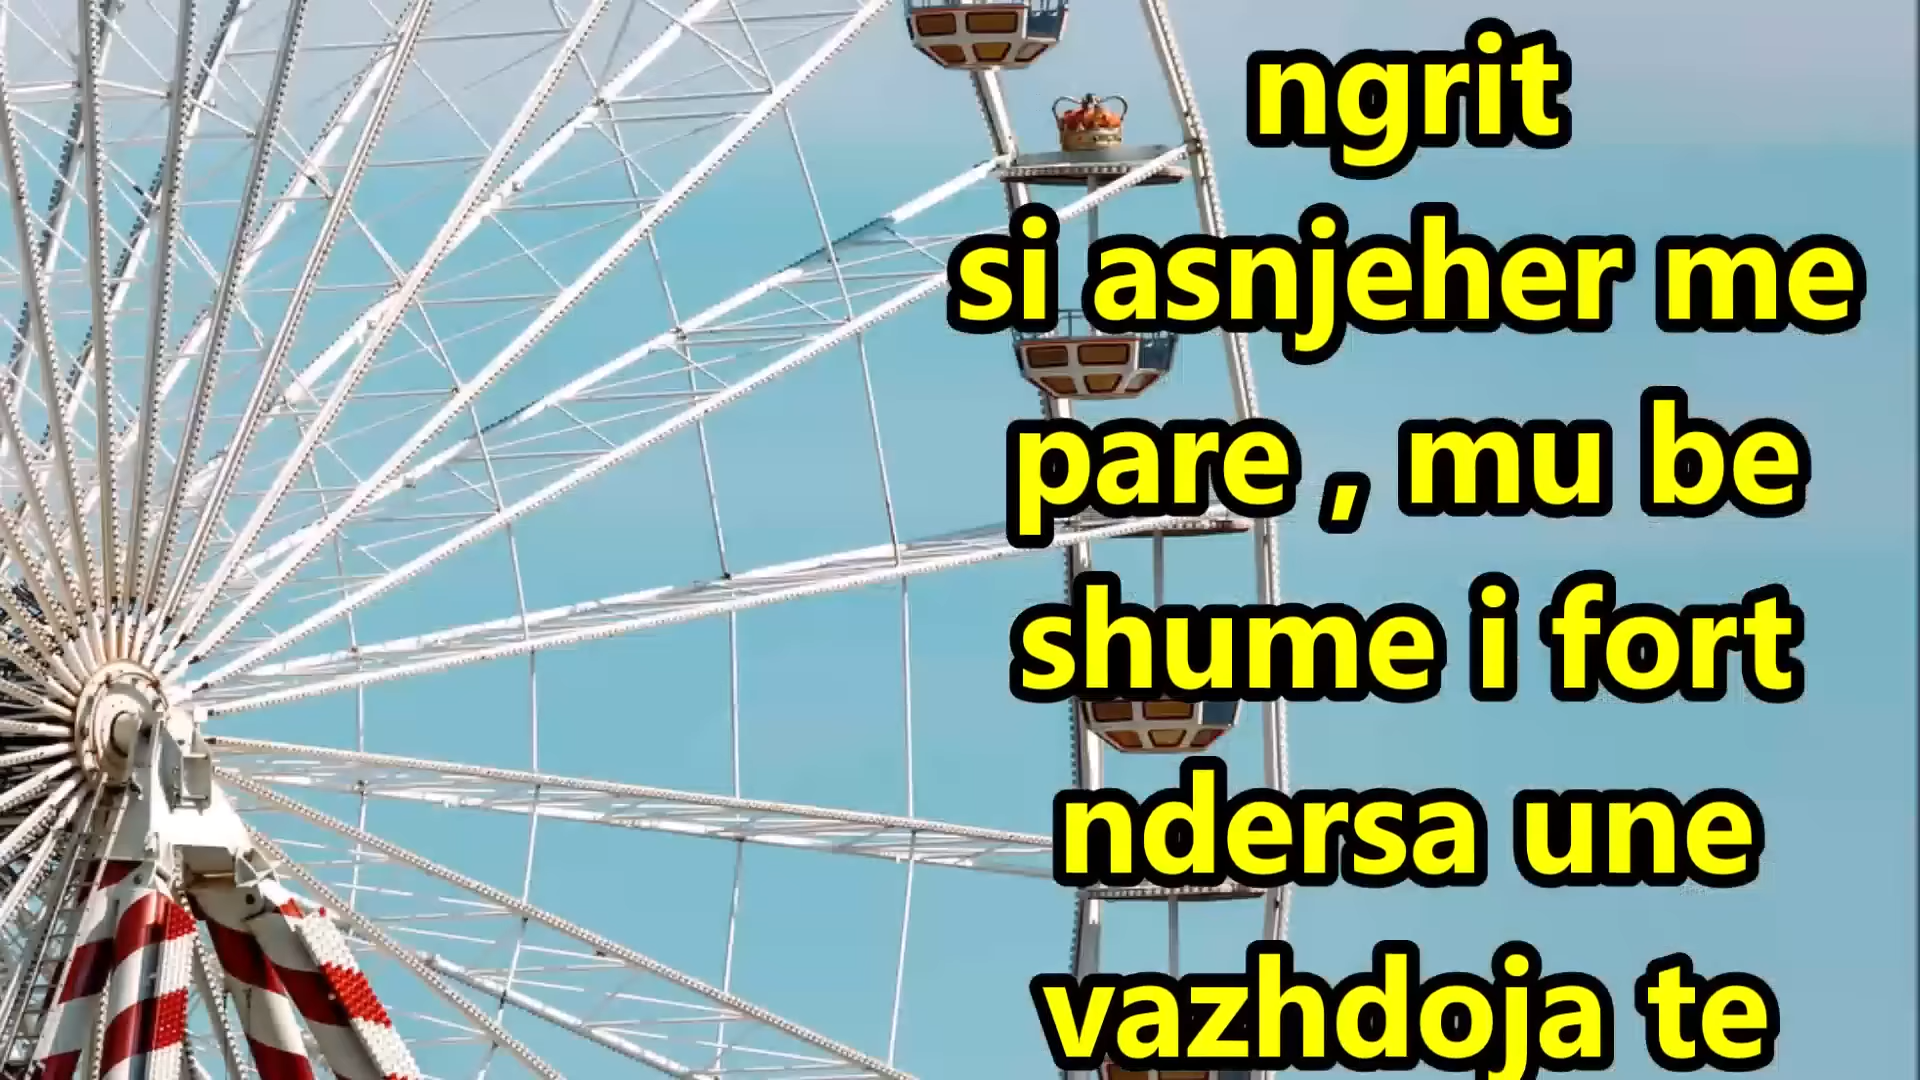 ngrit
si asnjeher me
pare , mu be
shume i fort
ndersa une
vazhdoja te